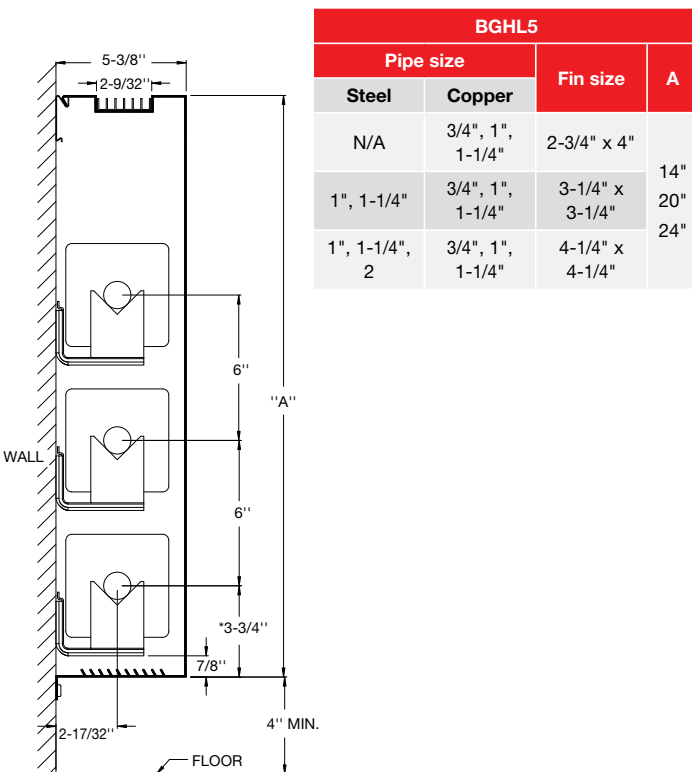 BGHL5
Pipe size
Fin size
A
Steel
Copper
N/A
3/4", 1",
1-1/4"
2-3/4" x 4"
1", 1-1/4"
3/4", 1",
1-1/4"
3-1/4" x
3-1/4"
1", 1-1/4",
2
3/4", 1",
1-1/4"
4-1/4" x
4-1/4"
14"
20"
24"
5-3/8''
2-9/32''
6''
''A''
WALL
6''
*3-3/4''
7/8''
2-17/32''
4'' MIN.
FLOOR